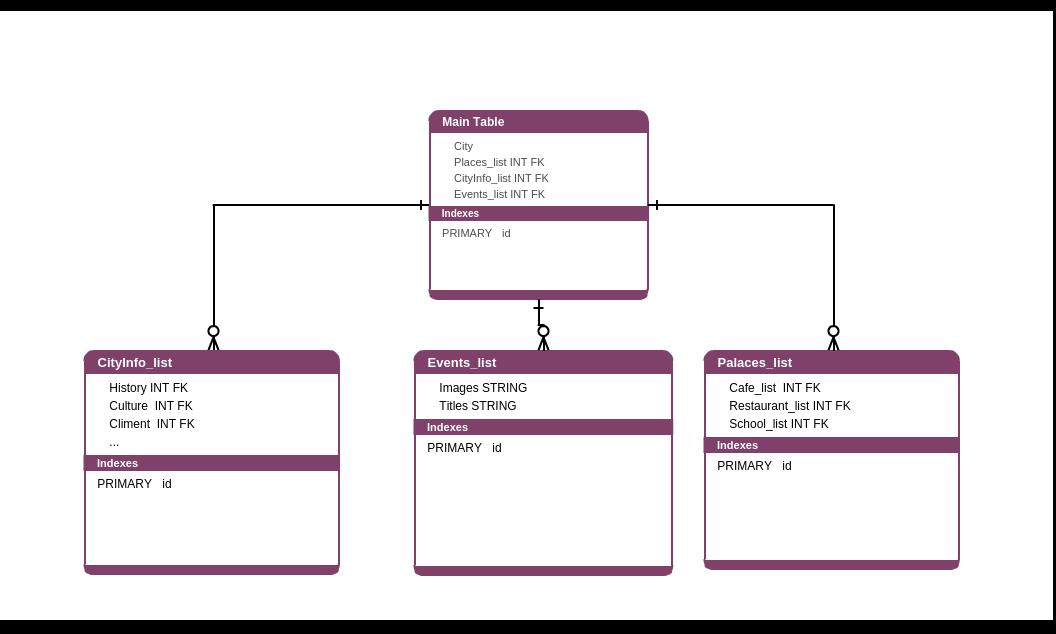 Main Table
City
Places_list INT FK
CityInfo_list INT FK
Events_list INT FK
Indexes
PRIMARY id
CityInfo_list
History INT FK
Culture INT FK
Climent INT FK
...
Indexes
PRIMARY id
Events_list
Images STRING
Titles STRING
Indexes
PRIMARY id
Palaces_list
Cafe_list INT FK
Restaurant_list INT FK
School_list INT FK
Indexes
PRIMARY id